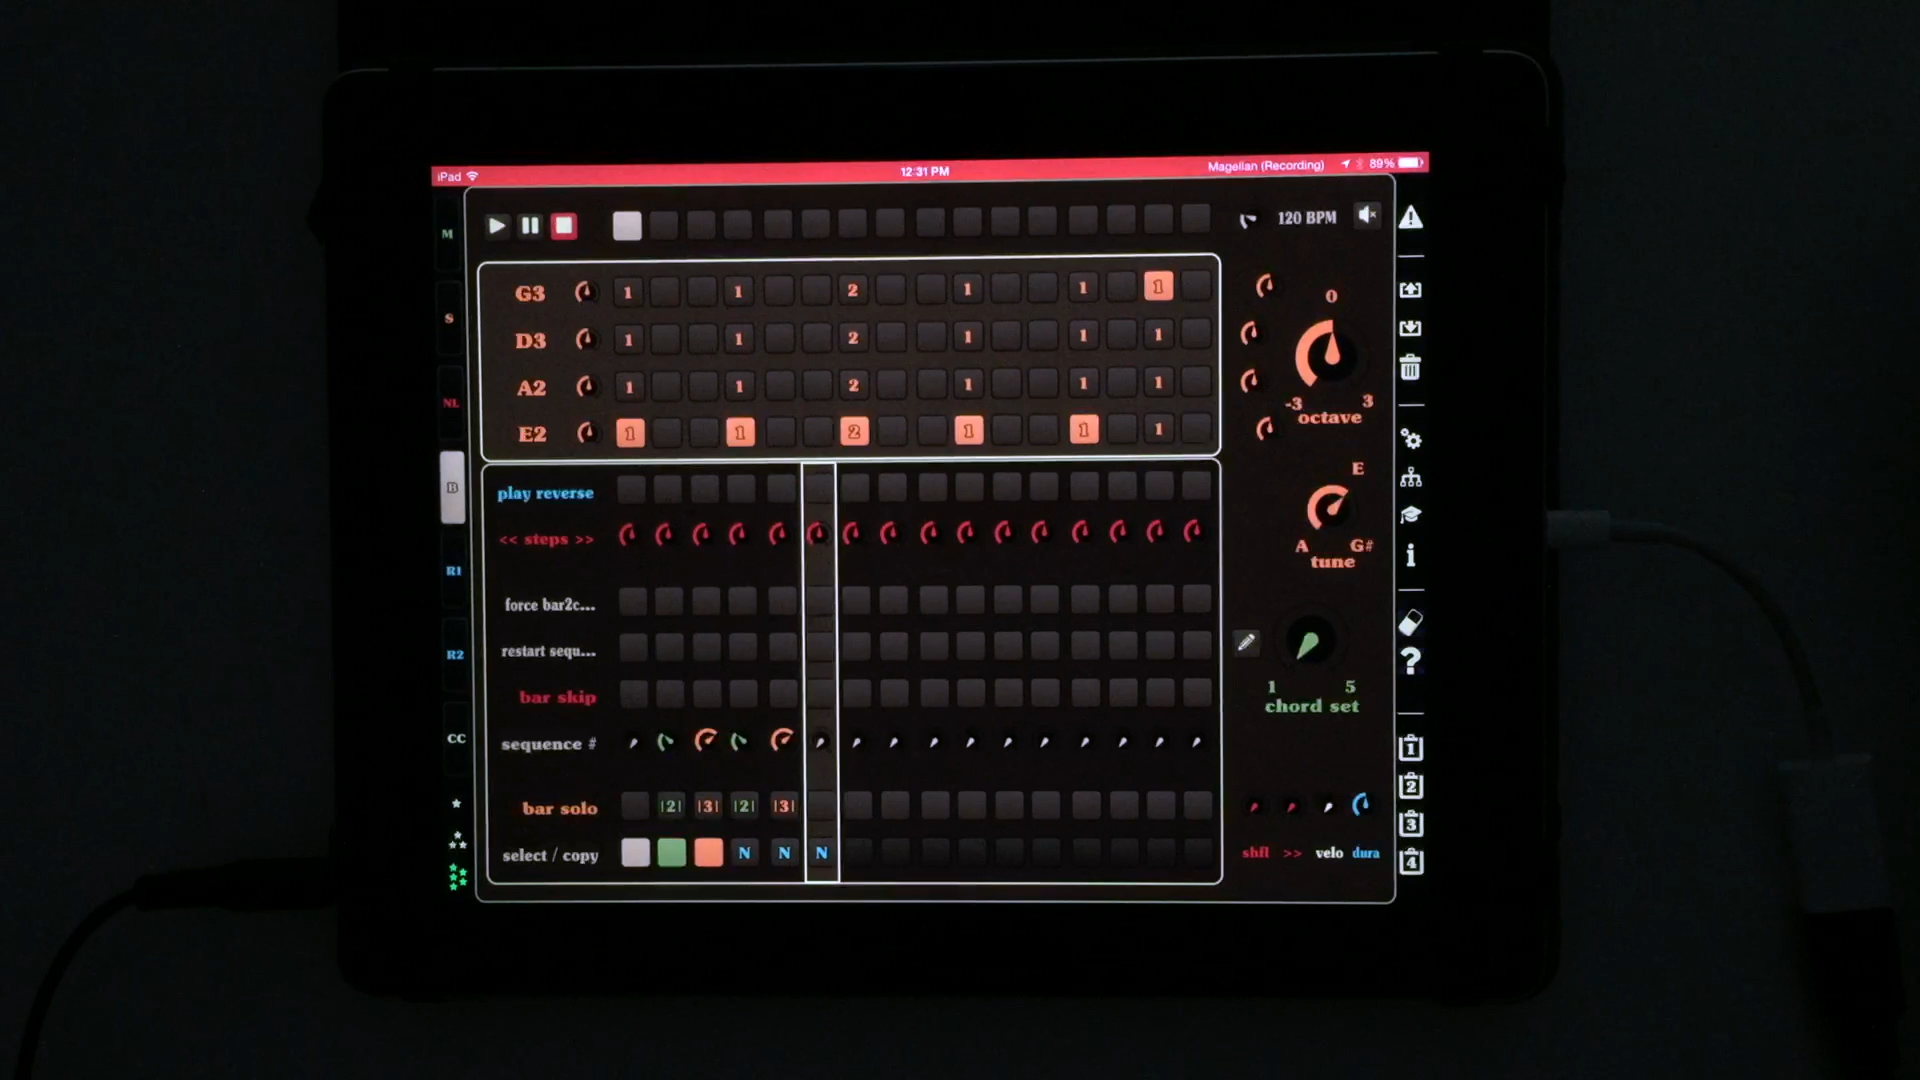 iPad 12:31 PM Magellan (Recording) 89%
M
120 BPM
G3 1 1 2 1 1 1
S
0
D3 1 1 2 1 1 1
A2 1 1 2 1 1 1
NL
-3 3
octave
E2 1 1 2 1 1 1
E
B
play reverse
<< steps >>
A G#
tune
R1
force bar2c...
restart sequ...
R2
1 5
bar skip
chord set
CC
sequence #
1
2
bar solo |2| |3| |2| |3|
3
select / copy N N N
shfl >> velo dura
4